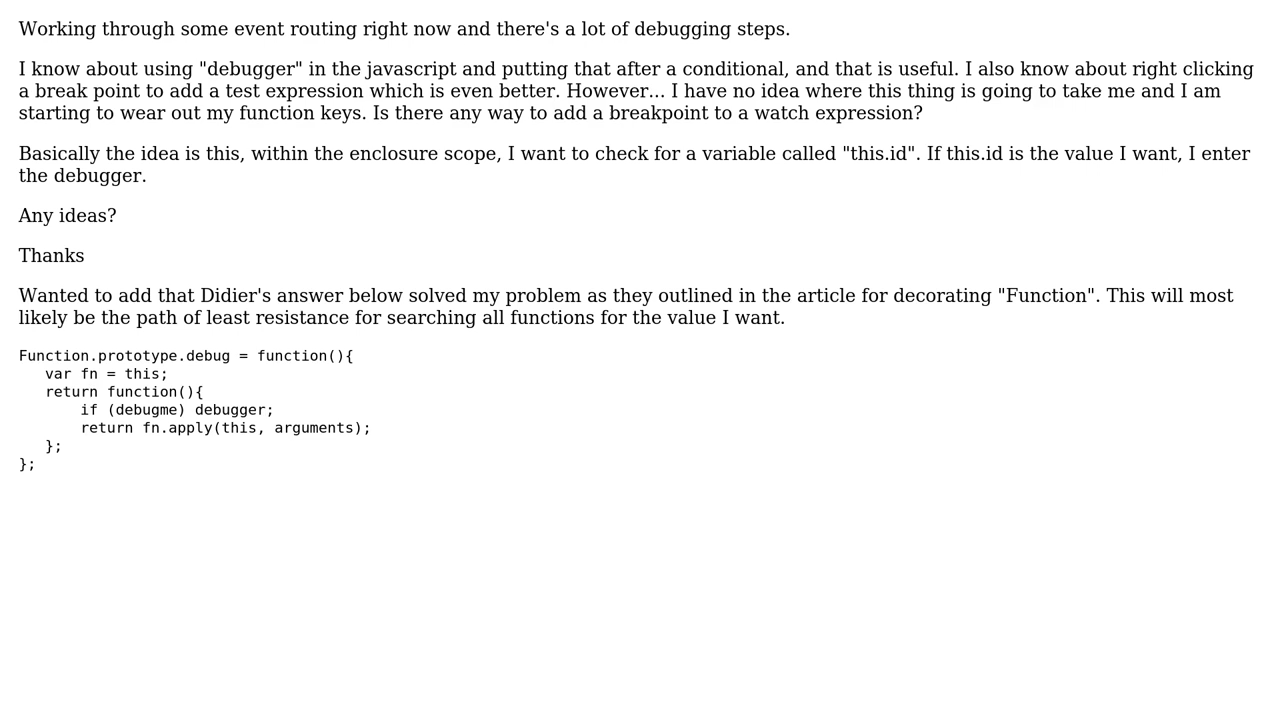 Working through some event routing right now and there's a lot of debugging steps.
I know about using "debugger" in the javascript and putting that after a conditional, and that is useful. I also know about right clicking
a break point to add a test expression which is even better. However... I have no idea where this thing is going to take me and I am
starting to wear out my function keys. Is there any way to add a breakpoint to a watch expression?
Basically the idea is this, within the enclosure scope, I want to check for a variable called "this.id". If this.id is the value I want, I enter
the debugger.
Any ideas?
Thanks
Wanted to add that Didier's answer below solved my problem as they outlined in the article for decorating "Function". This will most
likely be the path of least resistance for searching all functions for the value I want.
Function.prototype.debug = function(){
   var fn = this;
   return function(){
       if (debugme) debugger;
       return fn.apply(this, arguments);
   };
};